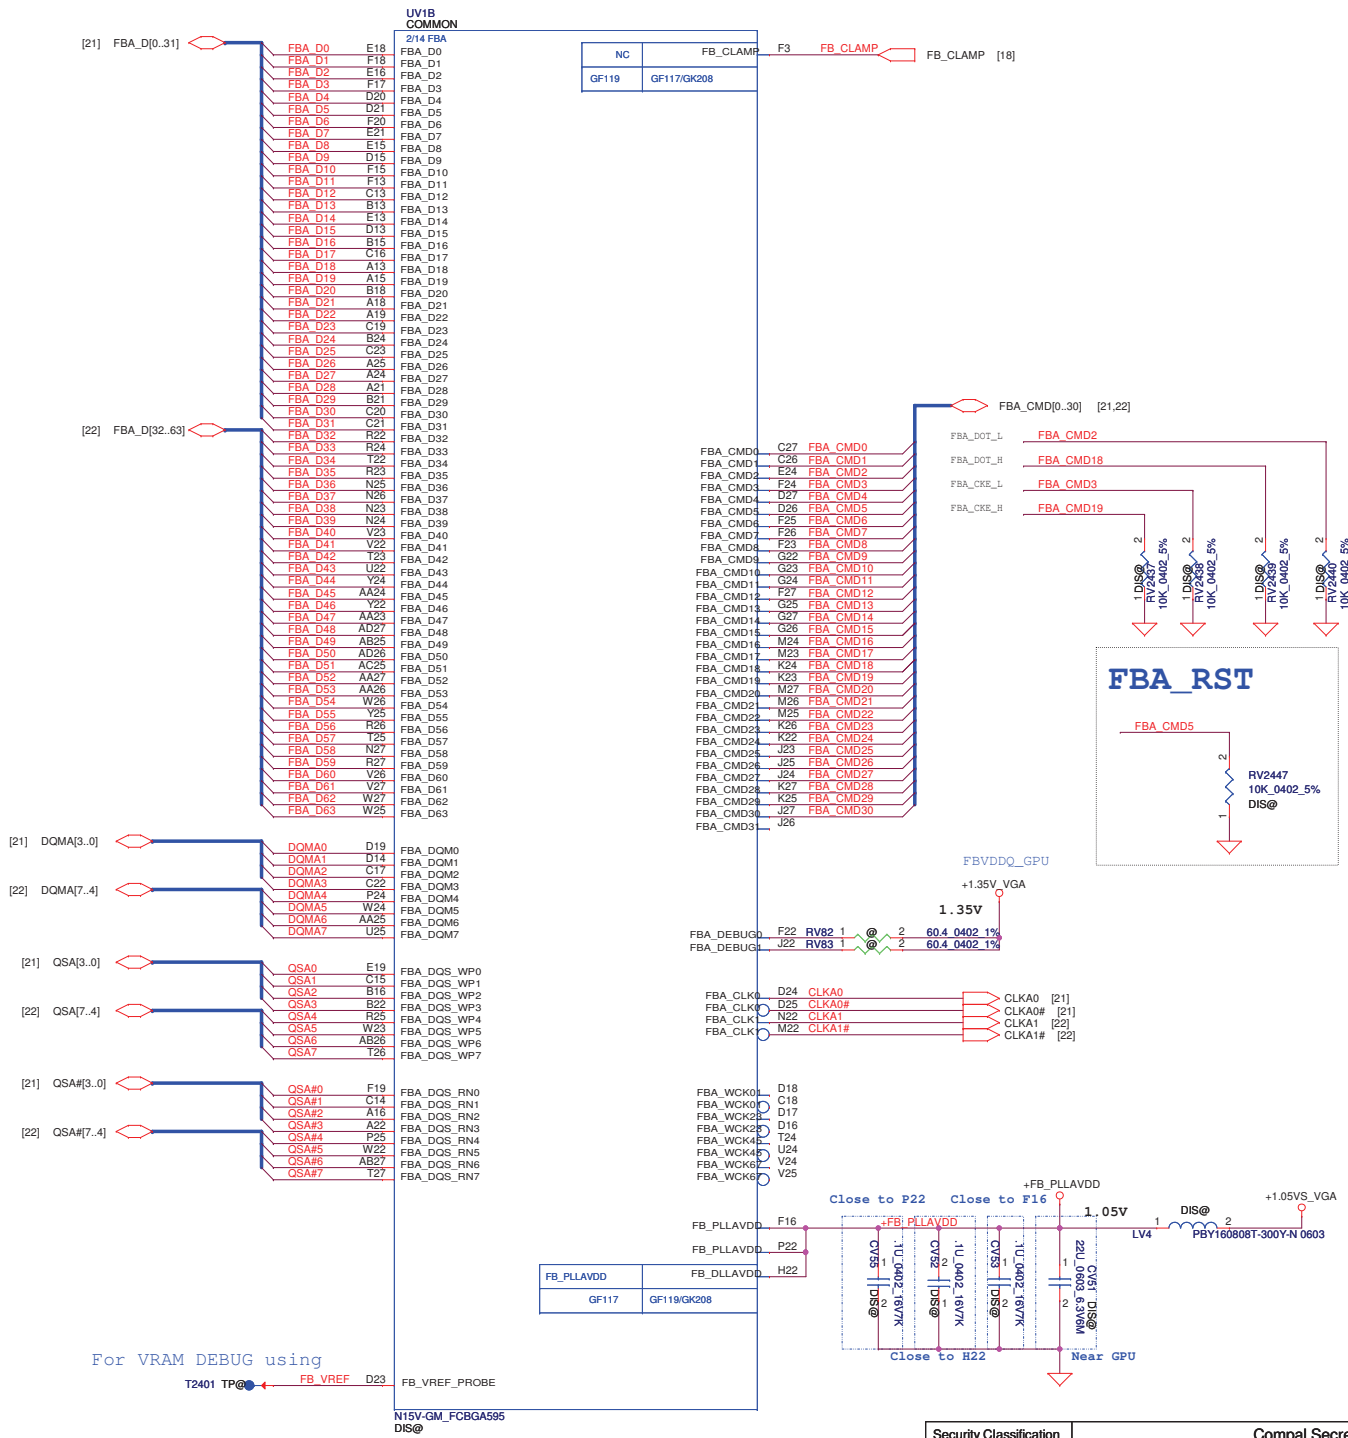 UV1B
COMMON
2/14 FBA
[21] FBA_D[0..31]
FBA_D0 E18 FBA_D0
FBA_D1 F18 FBA_D1
FBA_D2 E16 FBA_D2
FBA_D3 F17 FBA_D3
FBA_D4 D20 FBA_D4
FBA_D5 D21 FBA_D5
FBA_D6 F20 FBA_D6
FBA_D7 E21 FBA_D7
FBA_D8 E15 FBA_D8
FBA_D9 D15 FBA_D9
FBA_D10 F15 FBA_D10
FBA_D11 F13 FBA_D11
FBA_D12 C13 FBA_D12
FBA_D13 B13 FBA_D13
FBA_D14 E13 FBA_D14
FBA_D15 D13 FBA_D15
FBA_D16 B15 FBA_D16
FBA_D17 C16 FBA_D17
FBA_D18 A13 FBA_D18
FBA_D19 A15 FBA_D19
FBA_D20 B18 FBA_D20
FBA_D21 A18 FBA_D21
FBA_D22 A19 FBA_D22
FBA_D23 C19 FBA_D23
FBA_D24 B24 FBA_D24
FBA_D25 C23 FBA_D25
FBA_D26 A25 FBA_D26
FBA_D27 A24 FBA_D27
FBA_D28 A21 FBA_D28
FBA_D29 B21 FBA_D29
FBA_D30 C20 FBA_D30
FBA_D31 C21 FBA_D31
[22] FBA_D[32..63]
FBA_D32 R22 FBA_D32
FBA_D33 R24 FBA_D33
FBA_D34 T22 FBA_D34
FBA_D35 R23 FBA_D35
FBA_D36 N25 FBA_D36
FBA_D37 N26 FBA_D37
FBA_D38 N23 FBA_D38
FBA_D39 N24 FBA_D39
FBA_D40 V23 FBA_D40
FBA_D41 V22 FBA_D41
FBA_D42 T23 FBA_D42
FBA_D43 U22 FBA_D43
FBA_D44 Y24 FBA_D44
FBA_D45 AA24 FBA_D45
FBA_D46 Y22 FBA_D46
FBA_D47 AA23 FBA_D47
FBA_D48 AD27 FBA_D48
FBA_D49 AB25 FBA_D49
FBA_D50 AD26 FBA_D50
FBA_D51 AC25 FBA_D51
FBA_D52 AA27 FBA_D52
FBA_D53 AA26 FBA_D53
FBA_D54 W26 FBA_D54
FBA_D55 Y25 FBA_D55
FBA_D56 R26 FBA_D56
FBA_D57 T25 FBA_D57
FBA_D58 N27 FBA_D58
FBA_D59 R27 FBA_D59
FBA_D60 V26 FBA_D60
FBA_D61 V27 FBA_D61
FBA_D62 W27 FBA_D62
FBA_D63 W25 FBA_D63
[21] DQMA[3..0]
DQMA0 D19 FBA_DQM0
DQMA1 D14 FBA_DQM1
DQMA2 C17 FBA_DQM2
DQMA3 C22 FBA_DQM3
[22] DQMA[7..4]
DQMA4 P24 FBA_DQM4
DQMA5 W24 FBA_DQM5
DQMA6 AA25 FBA_DQM6
DQMA7 U25 FBA_DQM7
[21] QSA[3..0]
QSA0 E19 FBA_DQS_WP0
QSA1 C15 FBA_DQS_WP1
QSA2 B16 FBA_DQS_WP2
QSA3 B22 FBA_DQS_WP3
[22] QSA[7..4]
QSA4 R25 FBA_DQS_WP4
QSA5 W23 FBA_DQS_WP5
QSA6 AB26 FBA_DQS_WP6
QSA7 T26 FBA_DQS_WP7
[21] QSA#[3..0]
QSA#0 F19 FBA_DQS_RN0
QSA#1 C14 FBA_DQS_RN1
QSA#2 A16 FBA_DQS_RN2
QSA#3 A22 FBA_DQS_RN3
[22] QSA#[7..4]
QSA#4 P25 FBA_DQS_RN4
QSA#5 W22 FBA_DQS_RN5
QSA#6 AB27 FBA_DQS_RN6
QSA#7 T27 FBA_DQS_RN7
For VRAM DEBUG using
T2401 TP@ FB_VREF D23 FB_VREF_PROBE
N15V-GM_FCBGA595
DIS@
NC FB_CLAMP F3 FB_CLAMP FB_CLAMP [18]
GF119 GF117/GK208
FBA_CMD[0..30] [21,22]
FBA_CMD0 C27 FBA_CMD0
FBA_CMD1 C26 FBA_CMD1
FBA_CMD2 E24 FBA_CMD2
FBA_CMD3 F24 FBA_CMD3
FBA_CMD4 D27 FBA_CMD4
FBA_CMD5 D26 FBA_CMD5
FBA_CMD6 F25 FBA_CMD6
FBA_CMD7 F26 FBA_CMD7
FBA_CMD8 F23 FBA_CMD8
FBA_CMD9 G22 FBA_CMD9
FBA_CMD10 G23 FBA_CMD10
FBA_CMD11 G24 FBA_CMD11
FBA_CMD12 F27 FBA_CMD12
FBA_CMD13 G25 FBA_CMD13
FBA_CMD14 G27 FBA_CMD14
FBA_CMD15 G26 FBA_CMD15
FBA_CMD16 M24 FBA_CMD16
FBA_CMD17 M23 FBA_CMD17
FBA_CMD18 K24 FBA_CMD18
FBA_CMD19 K23 FBA_CMD19
FBA_CMD20 M27 FBA_CMD20
FBA_CMD21 M26 FBA_CMD21
FBA_CMD22 M25 FBA_CMD22
FBA_CMD23 K26 FBA_CMD23
FBA_CMD24 K22 FBA_CMD24
FBA_CMD25 J23 FBA_CMD25
FBA_CMD26 J25 FBA_CMD26
FBA_CMD27 J24 FBA_CMD27
FBA_CMD28 K27 FBA_CMD28
FBA_CMD29 K25 FBA_CMD29
FBA_CMD30 J27 FBA_CMD30
FBA_CMD31 J26
FBA_DOT_L FBA_CMD2
FBA_DOT_H FBA_CMD18
FBA_CKE_L FBA_CMD3
FBA_CKE_H FBA_CMD19
1 DIS@ 2 RV2437 10K_0402_5%
1 DIS@ 2 RV2438 10K_0402_5%
1 DIS@ 2 RV2439 10K_0402_5%
1 DIS@ 2 RV2440 10K_0402_5%
FBA_RST
FBA_CMD5
2
RV2447
10K_0402_5%
DIS@
1
FBVDDQ_GPU
+1.35V_VGA
1.35V
FBA_DEBUG0 F22 RV82 1 @ 2 60.4_0402_1%
FBA_DEBUG1 J22 RV83 1 @ 2 60.4_0402_1%
FBA_CLK0 D24 CLKA0 CLKA0 [21]
FBA_CLK0 D25 CLKA0# CLKA0# [21]
FBA_CLK1 N22 CLKA1 CLKA1 [22]
FBA_CLK1 M22 CLKA1# CLKA1# [22]
FBA_WCK01 D18
FBA_WCK01 C18
FBA_WCK23 D17
FBA_WCK23 D16
FBA_WCK45 T24
FBA_WCK45 U24
FBA_WCK67 V24
FBA_WCK67 V25
+FB_PLLAVDD
Close to P22 Close to F16
1.05V
+1.05VS_VGA
FB_PLLAVDD F16 +FB_PLLAVDD
LV4 1 DIS@ 2 PBY160808T-300Y-N 0603
FB_PLLAVDD P22
FB_DLLAVDD H22
FB_PLLAVDD
GF117 GF119/GK208
CV55 1 2 .1U_0402_16V7K DIS@
CV52 2 1 .1U_0402_16V7K DIS@
CV53 1 2 .1U_0402_16V7K DIS@
22U_0603_6.3V6M 1 2 CV51 DIS@
Close to H22
Near GPU
Security Classification
Compal Secre